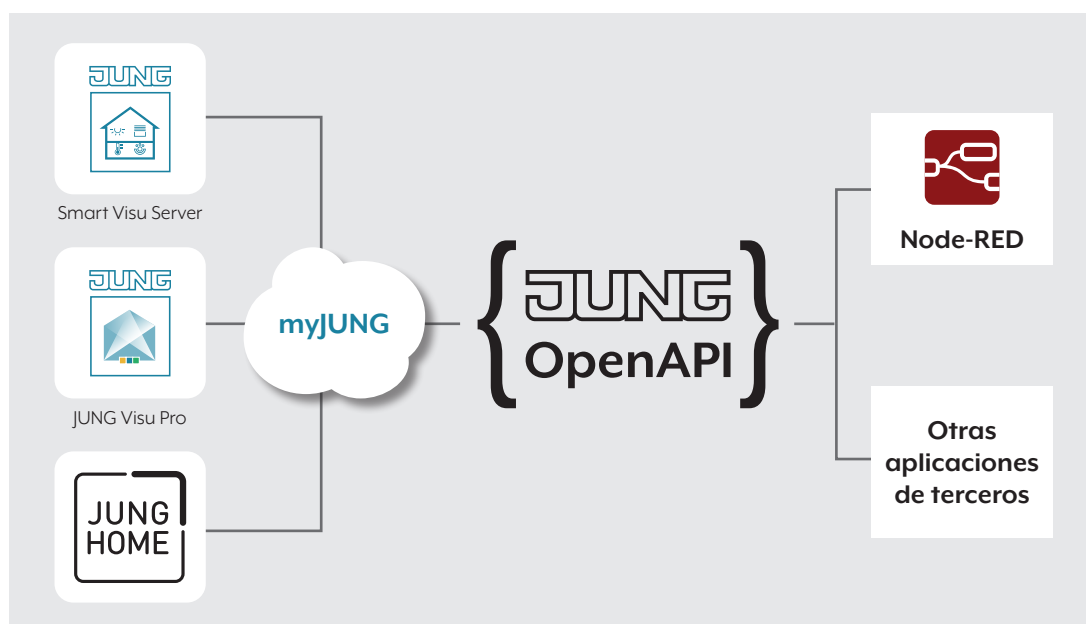 JUNG
Smart Visu Server
JUNG
JUNG Visu Pro
JUNG
HOME
myJUNG
{ JUNG
OpenAPI }
Node-RED
Otras
aplicaciones
de terceros